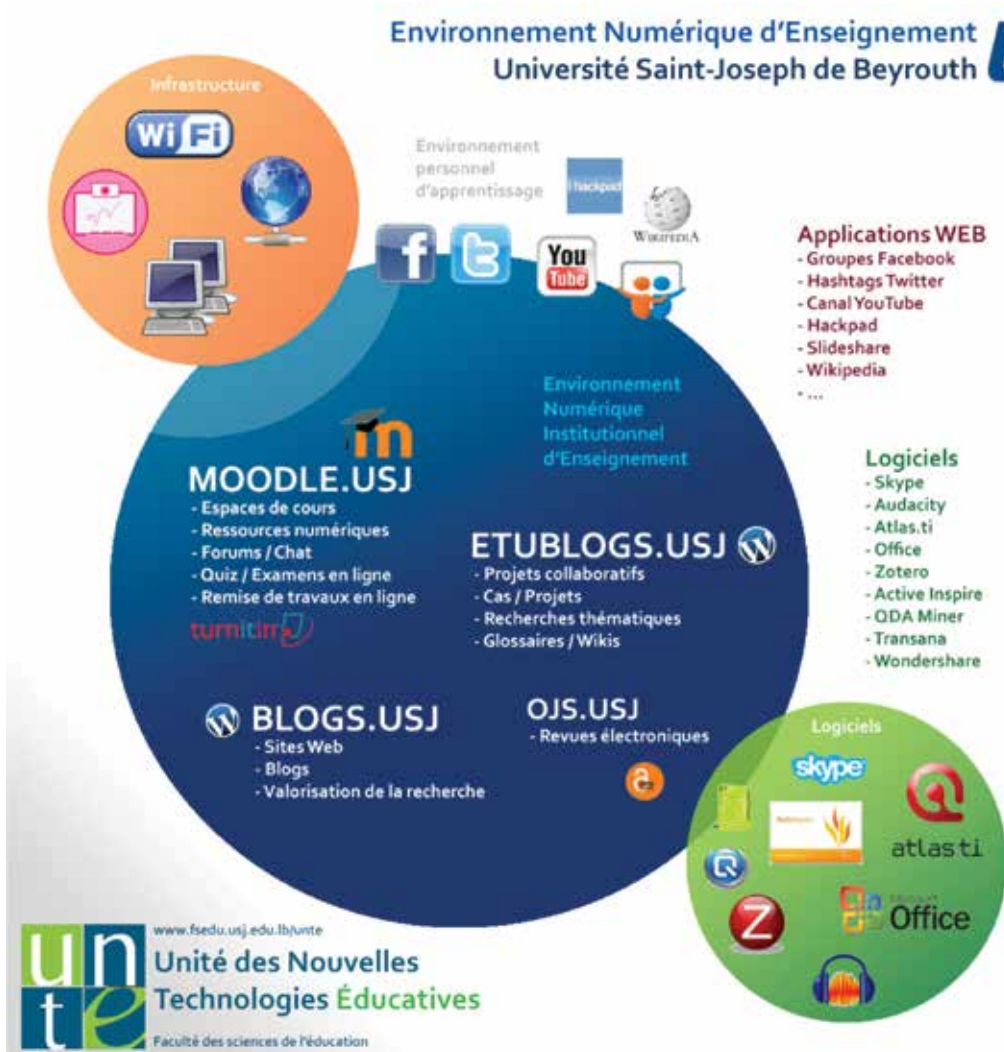 Environnement Numérique d'Enseignement
Université Saint-Joseph de Beyrouth
Infrastructure
Wi Fi
Environnement
personnel
d'apprentissage
hackpad
WIKIPEDIA
You
Tube
Applications WEB
- Groupes Facebook
- Hashtags Twitter
- Canal YouTube
- Hackpad
- Slideshare
- Wikipedia
- ...
Environnement
Numérique
Institutionnel
d'Enseignement
MOODLE.USJ
- Espaces de cours
- Ressources numériques
- Forums / Chat
- Quiz / Examens en ligne
- Remise de travaux en ligne
turnitin
ETUBLOGS.USJ
- Projets collaboratifs
- Cas / Projets
- Recherches thématiques
- Glossaires / Wikis
Logiciels
- Skype
- Audacity
- Atlas.ti
- Office
- Zotero
- Active Inspire
- QDA Miner
- Transana
- Wondershare
BLOGS.USJ
- Sites Web
- Blogs
- Valorisation de la recherche
OJS.USJ
- Revues électroniques
Logiciels
skype
atlasti
Microsoft
Office
Z
unte
www.fsedu.usj.edu.lb/unte
Unité des Nouvelles
Technologies Éducatives
Faculté des sciences de l'éducation